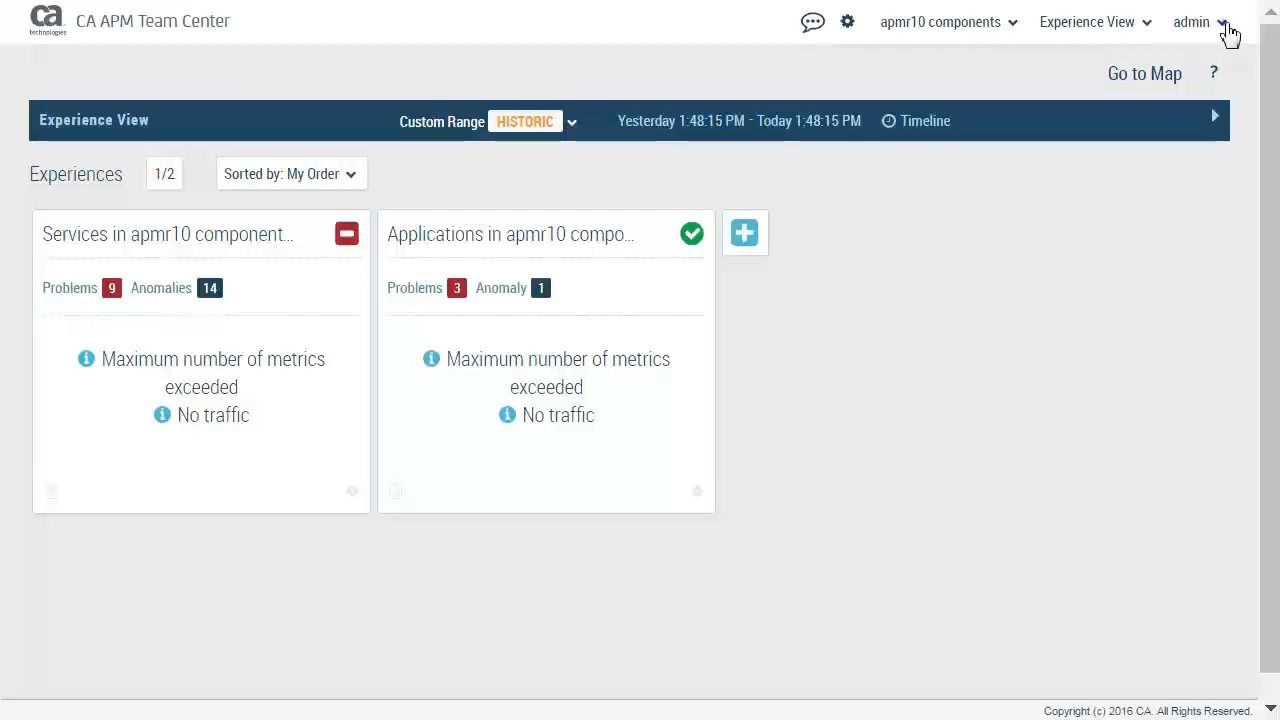 ca technologies
CA APM Team Center
apmr10 components
Experience View
admin
Go to Map
?
Experience View
Custom Range HISTORIC
Yesterday 1:48:15 PM - Today 1:48:15 PM
Timeline
Experiences
1/2
Sorted by: My Order
Services in apmr10 component...
Problems 9 Anomalies 14
Maximum number of metrics
exceeded
No traffic
Applications in apmr10 compo...
Problems 3 Anomaly 1
Maximum number of metrics
exceeded
No traffic
Copyright (c) 2016 CA. All Rights Reserved.